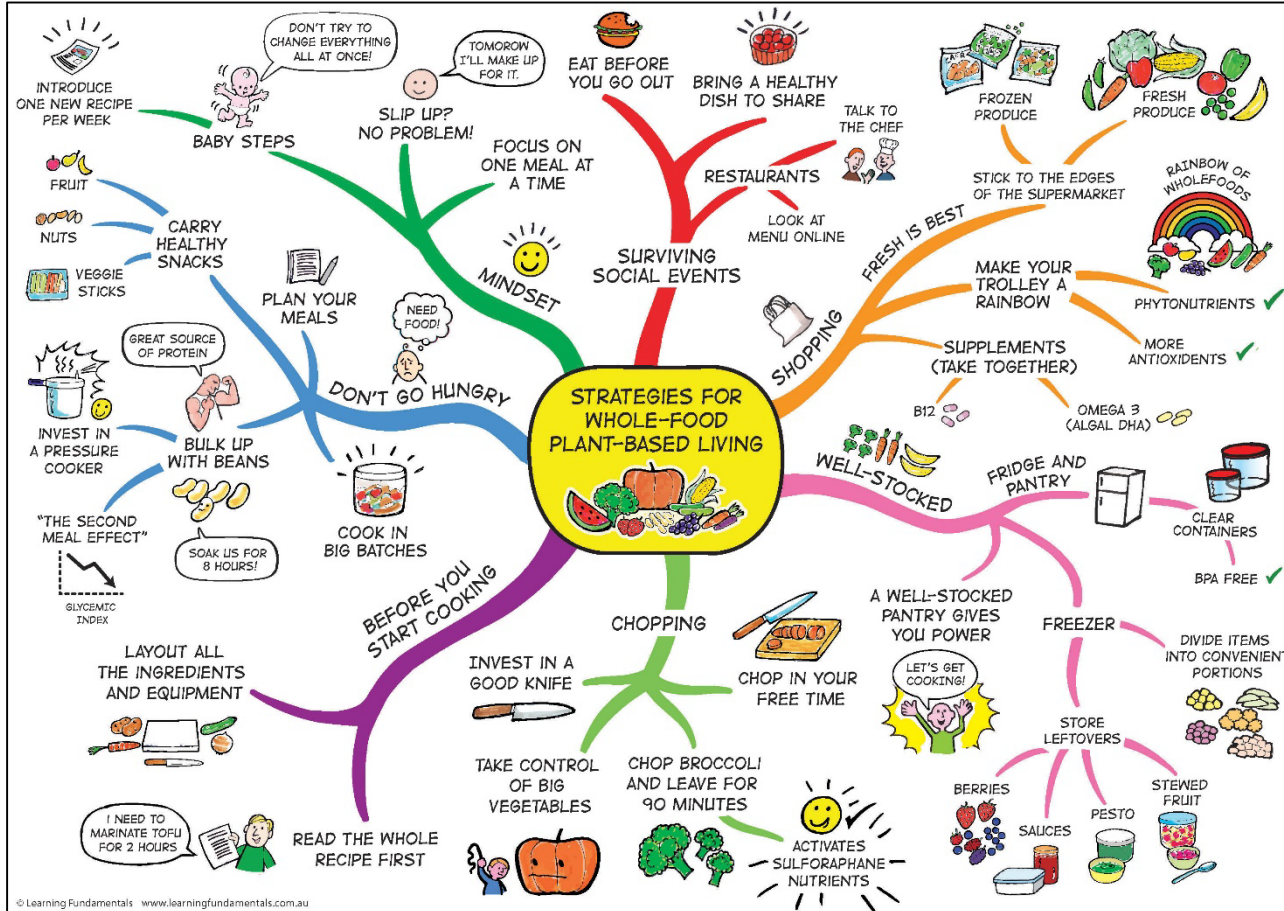 STRATEGIES FOR
WHOLE-FOOD
PLANT-BASED LIVING
MINDSET
BABY STEPS
DON'T TRY TO
CHANGE EVERYTHING
ALL AT ONCE!
INTRODUCE
ONE NEW RECIPE
PER WEEK
SLIP UP?
NO PROBLEM!
TOMOROW
I'LL MAKE UP
FOR IT.
FOCUS ON
ONE MEAL AT
A TIME
SURVIVING
SOCIAL EVENTS
EAT BEFORE
YOU GO OUT
BRING A HEALTHY
DISH TO SHARE
RESTAURANTS
TALK TO
THE CHEF
LOOK AT
MENU ONLINE
SHOPPING
FRESH IS BEST
STICK TO THE EDGES
OF THE SUPERMARKET
FROZEN
PRODUCE
FRESH
PRODUCE
MAKE YOUR
TROLLEY A
RAINBOW
RAINBOW OF
WHOLEFOODS
PHYTONUTRIENTS
MORE
ANTIOXIDENTS
SUPPLEMENTS
(TAKE TOGETHER)
B12
OMEGA 3
(ALGAL DHA)
WELL-STOCKED
FRIDGE AND
PANTRY
CLEAR
CONTAINERS
BPA FREE
A WELL-STOCKED
PANTRY GIVES
YOU POWER
LET'S GET
COOKING!
FREEZER
DIVIDE ITEMS
INTO CONVENIENT
PORTIONS
STORE
LEFTOVERS
BERRIES
SAUCES
PESTO
STEWED
FRUIT
CHOPPING
INVEST IN A
GOOD KNIFE
CHOP IN YOUR
FREE TIME
TAKE CONTROL
OF BIG
VEGETABLES
CHOP BROCCOLI
AND LEAVE FOR
90 MINUTES
ACTIVATES
SULFORAPHANE
NUTRIENTS
BEFORE YOU
START COOKING
LAYOUT ALL
THE INGREDIENTS
AND EQUIPMENT
READ THE WHOLE
RECIPE FIRST
I NEED TO
MARINATE TOFU
FOR 2 HOURS
DON'T GO HUNGRY
NEED
FOOD!
PLAN YOUR
MEALS
CARRY
HEALTHY
SNACKS
FRUIT
NUTS
VEGGIE
STICKS
BULK UP
WITH BEANS
GREAT SOURCE
OF PROTEIN
SOAK US FOR
8 HOURS!
INVEST IN
A PRESSURE
COOKER
"THE SECOND
MEAL EFFECT"
GLYCEMIC
INDEX
COOK IN
BIG BATCHES
© Learning Fundamentals www.learningfundamentals.com.au